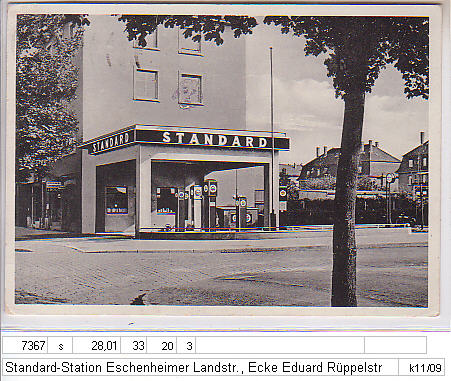 STANDARD
STANDARD
7367 s 28,01 33 20 3
Standard-Station Eschenheimer Landstr., Ecke Eduard Rüppelstr k11/09